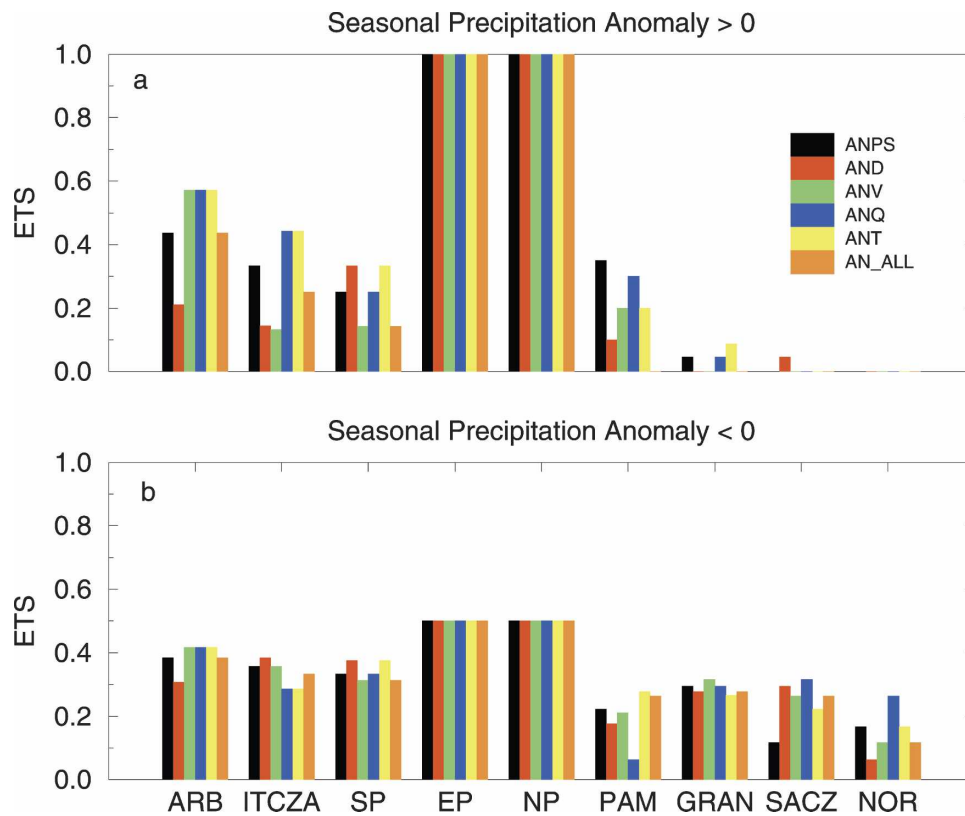 Seasonal Precipitation Anomaly > 0
1.0
a
0.8
ANPS
AND
0.6
ANV
ETS
ANQ
ANT
0.4
AN_ALL
0.2
0.0
Seasonal Precipitation Anomaly < 0
1.0
b
0.8
0.6
ETS
0.4
0.2
0.0
ARB ITCZA SP EP NP PAM GRAN SACZ NOR